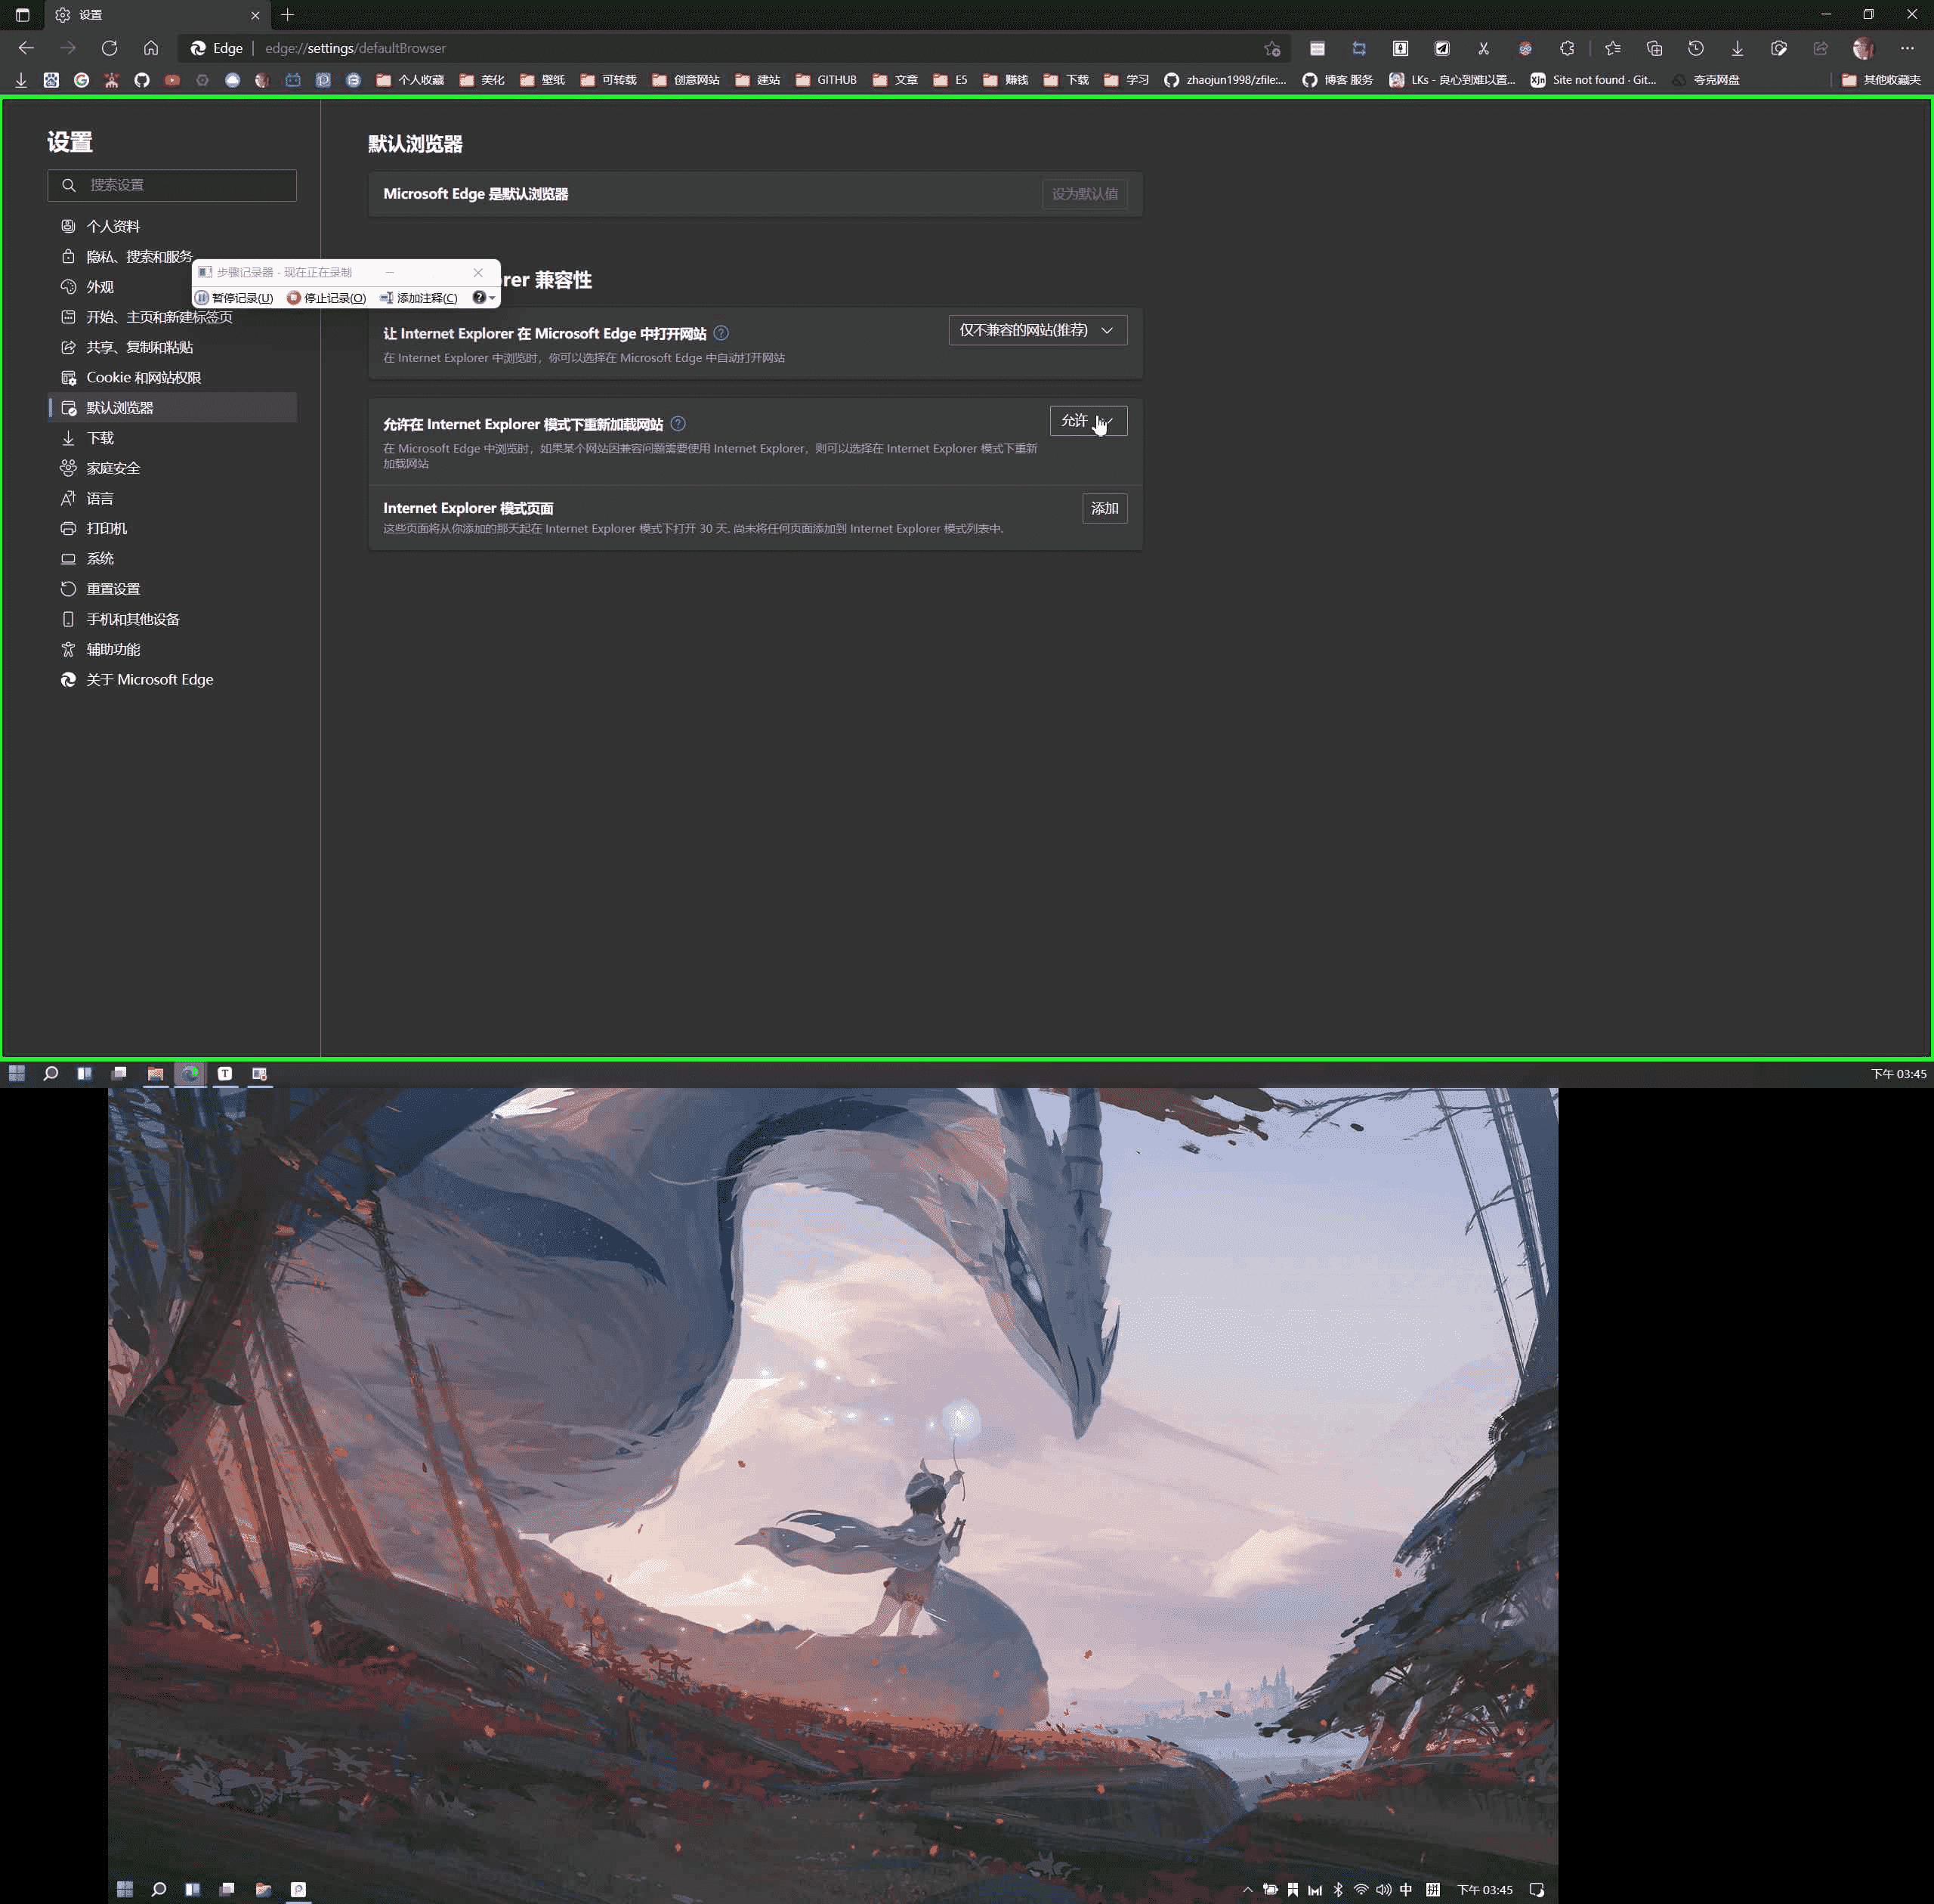 设置
Edge
edge://settings/defaultBrowser
个人收藏
美化
壁纸
可转载
创意网站
建站
GITHUB
文章
E5
赚钱
下载
学习
zhaojun1998/zfile:...
博客 服务
LKs - 良心到难以置...
Site not found · Git...
夸克网盘
其他收藏夹
设置
搜索设置
个人资料
隐私、搜索和服务
外观
开始、主页和新建标签页
共享、复制和粘贴
Cookie 和网站权限
默认浏览器
下载
家庭安全
语言
打印机
系统
重置设置
手机和其他设备
辅助功能
关于 Microsoft Edge
步骤记录器 - 现在正在录制
暂停记录(U)
停止记录(O)
添加注释(C)
默认浏览器
Microsoft Edge 是默认浏览器
设为默认值
rer 兼容性
让 Internet Explorer 在 Microsoft Edge 中打开网站
仅不兼容的网站(推荐)
在 Internet Explorer 中浏览时，你可以选择在 Microsoft Edge 中自动打开网站
允许在 Internet Explorer 模式下重新加载网站
允许
在 Microsoft Edge 中浏览时，如果某个网站因兼容问题需要使用 Internet Explorer，则可以选择在 Internet Explorer 模式下重新
加载网站
Internet Explorer 模式页面
添加
这些页面将从你添加的那天起在 Internet Explorer 模式下打开 30 天. 尚未将任何页面添加到 Internet Explorer 模式列表中.
下午 03:45
中
拼
下午 03:45